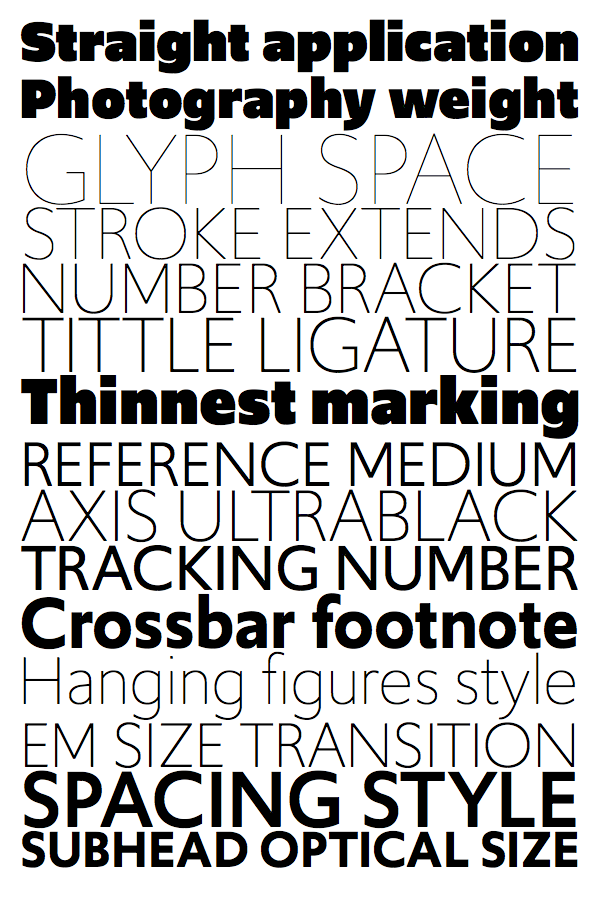 Straight application
Photography weight
GLYPH SPACE
STROKE EXTENDS
NUMBER BRACKET
TITTLE LIGATURE
Thinnest marking
REFERENCE MEDIUM
AXIS ULTRABLACK
TRACKING NUMBER
Crossbar footnote
Hanging figures style
EM SIZE TRANSITION
SPACING STYLE
SUBHEAD OPTICAL SIZE